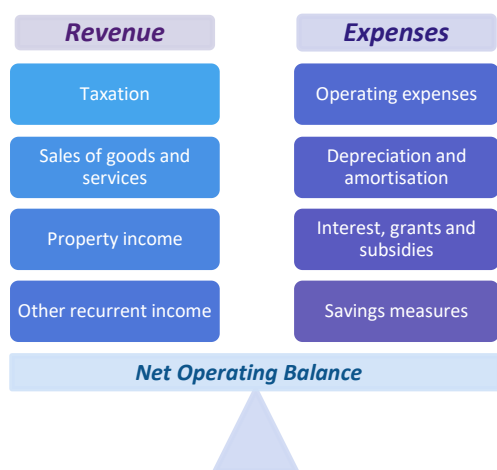 Revenue
Taxation
Sales of goods and
services
Property income
Other recurrent income
Expenses
Operating expenses
Depreciation and
amortisation
Interest, grants and
subsidies
Savings measures
Net Operating Balance